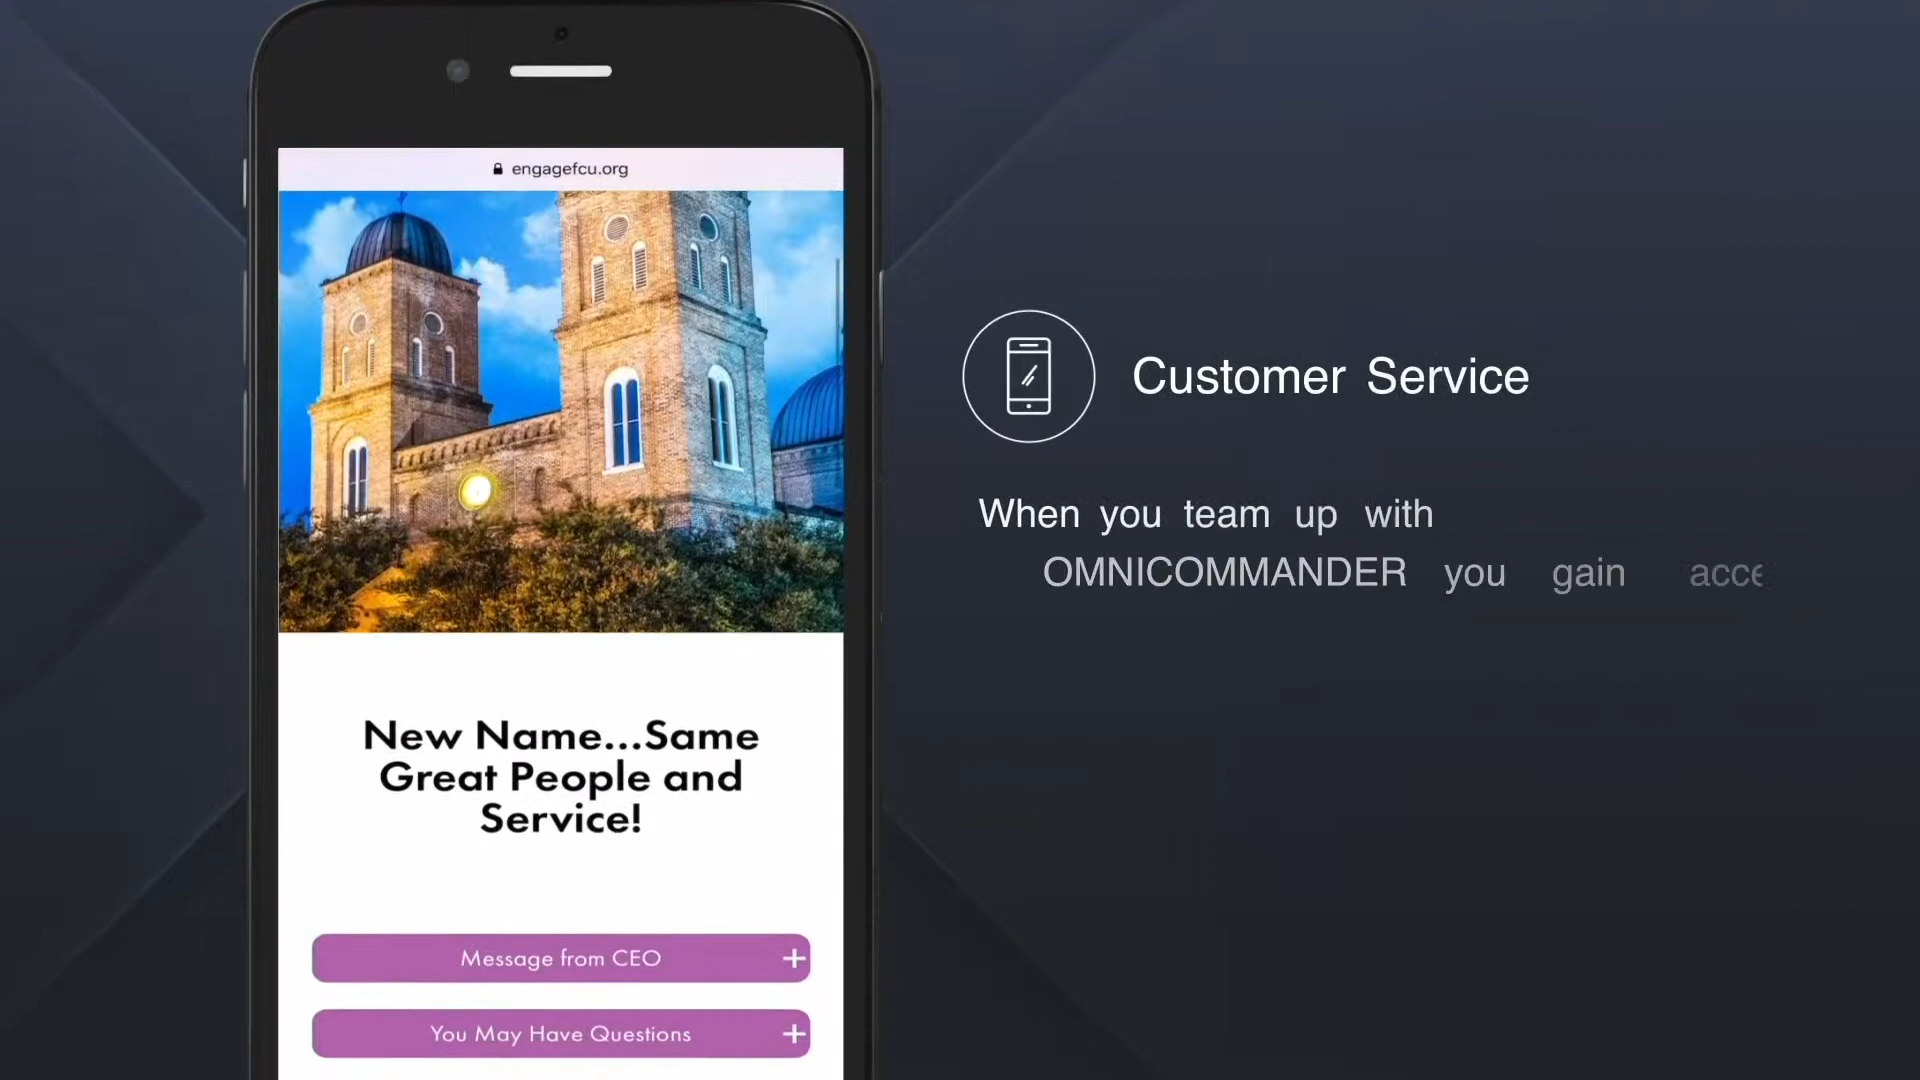 engagefcu.org
New Name...Same
Great People and
Service!
Message from CEO
You May Have Questions
Customer Service
When you team up with
OMNICOMMANDER you gain